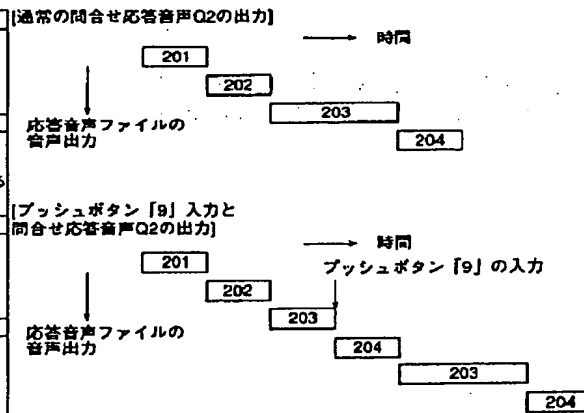 [通常の問合せ応答音声Q2の出力]
時間
201
202
203
応答音声ファイルの
音声出力
204
[プッシュボタン「9」入力と
問合せ応答音声Q2の出力]
時間
プッシュボタン「9」の入力
201
202
203
応答音声ファイルの
音声出力
204
203
204